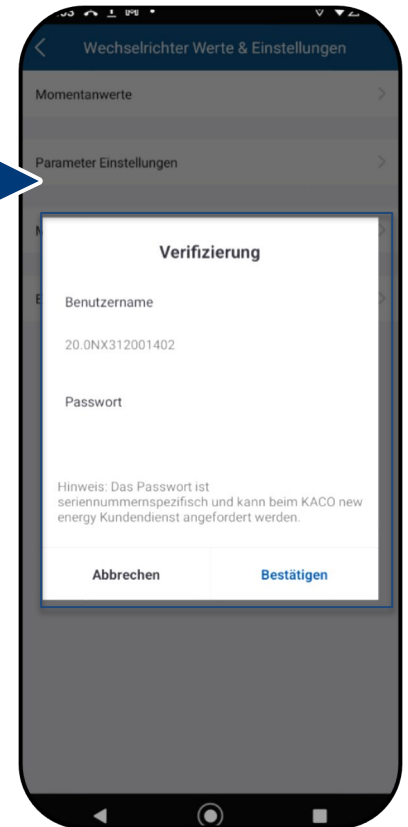 Wechselrichter Werte & Einstellungen
Momentanwerte
Parameter Einstellungen
Verifizierung
Benutzername
20.0NX312001402
Passwort
Hinweis: Das Passwort ist
seriennummernspezifisch und kann beim KACO new
energy Kundendienst angefordert werden.
Abbrechen
Bestätigen